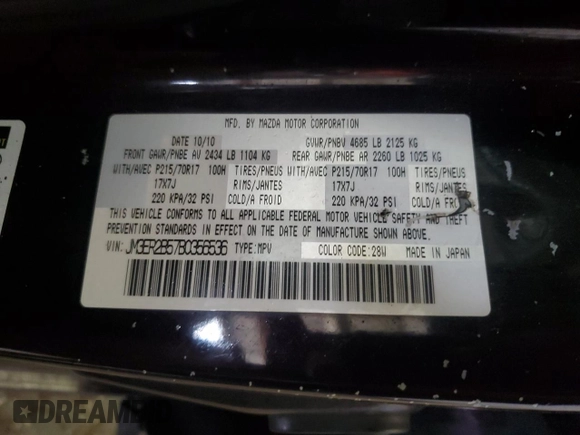 MFD. BY MAZDA MOTOR CORPORATION
DATE 10/10 GVWR/PNBV 4685 LB 2125 KG
FRONT GAWR/PNBE AV 2434 LB 1104 KG REAR GAWR/PNBE AR 2260 LB 1025 KG
WITH/AVEC P215/70R17 100H TIRES/PNEUS WITH/AVEC P215/70R17 100H TIRES/PNEUS
17X7J RIMS/JANTES 17X7J RIMS/JANTES
220 KPA/32 PSI COLD/A FROID 220 KPA/32 PSI COLD/A FROID
THIS VEHICLE CONFORMS TO ALL APPLICABLE FEDERAL MOTOR VEHICLE SAFETY AND THEFT
PREVENTION STANDARDS IN EFFECT ON THE DATE OF MANUFACTURE SHOWN ABOVE.
VIN: TYPE: MPV COLOR CODE: 28W MADE IN JAPAN